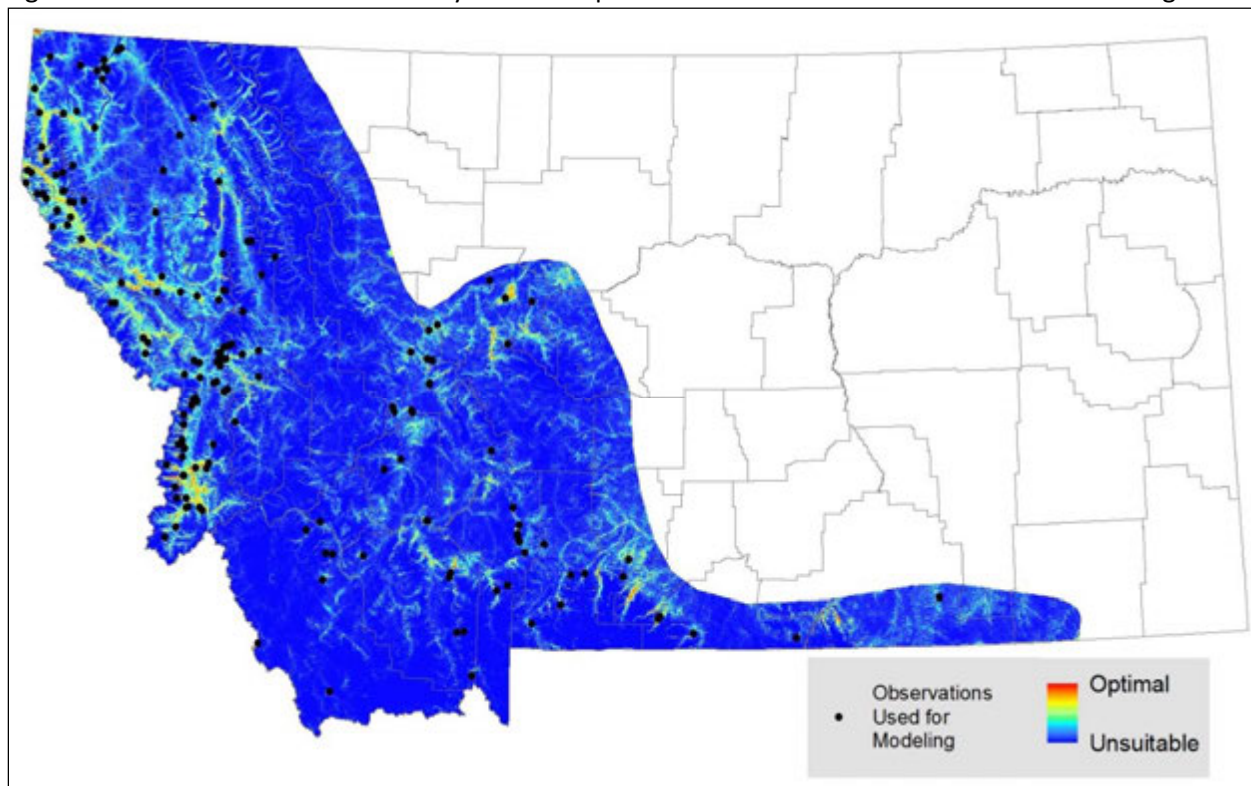 Observations
Used for
Modeling
Optimal
Unsuitable